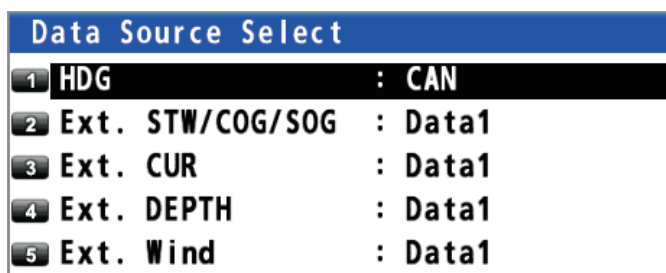 Data Source Select
1 HDG : CAN
2 Ext. STW/COG/SOG : Data1
3 Ext. CUR : Data1
4 Ext. DEPTH : Data1
5 Ext. Wind : Data1